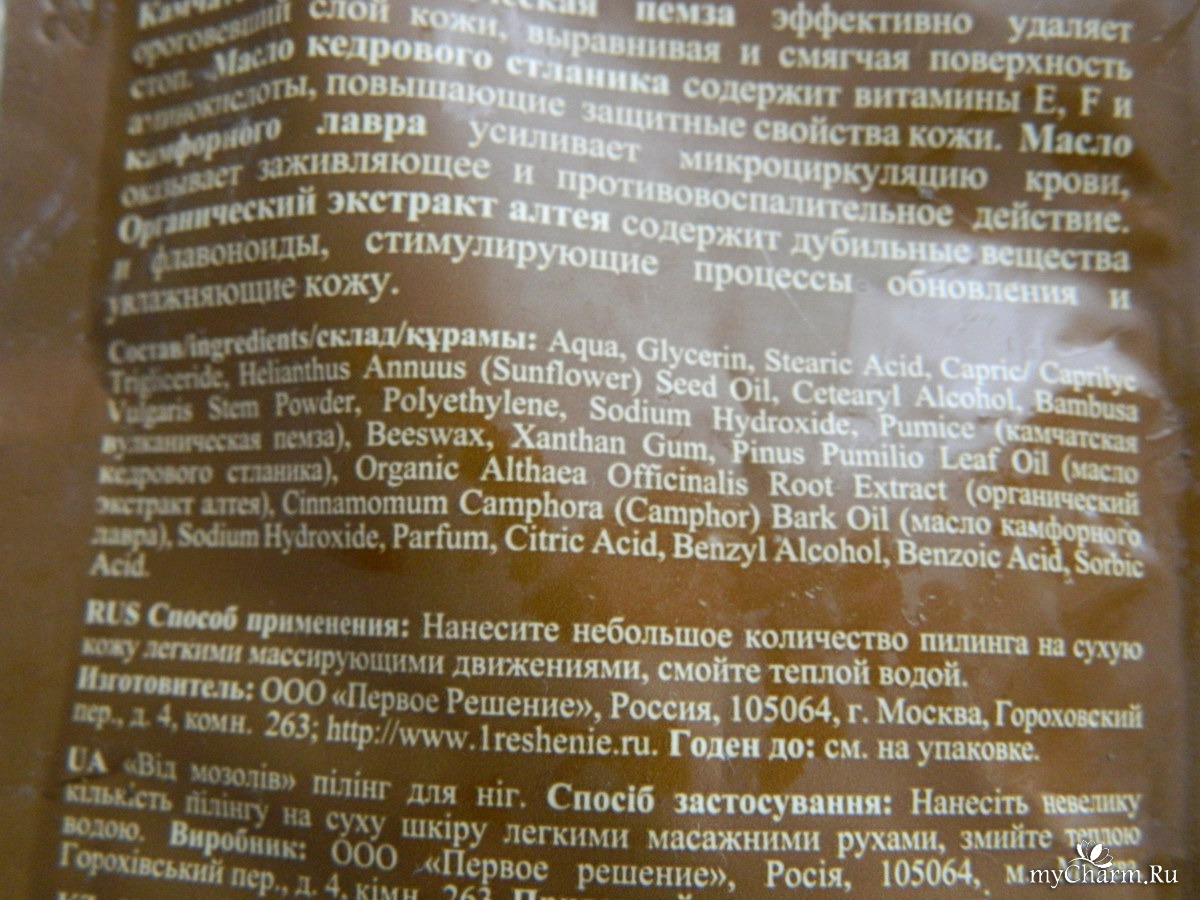 ческая пемза эффективно удаляет
ороговевший слой кожи, выравнивая и смягчая поверхность
стоп. Масло кедрового стланика содержит витамины E, F и
аминокислоты, повышающие защитные свойства кожи. Масло
камфорного лавра усиливает микроциркуляцию крови,
оказывает заживляющее и противовоспалительное действие.
Органический экстракт алтея содержит дубильные вещества
и флавоноиды, стимулирующие процессы обновления и
увлажняющие кожу.
Состав/ingredients/склад/құрамы: Aqua, Glycerin, Stearic Acid, Capric/ Caprilyc
Trigliceride, Helianthus Annuus (Sunflower) Seed Oil, Cetearyl Alcohol, Bambusa
Vulgaris Stem Powder, Polyethylene, Sodium Hydroxide, Pumice (камчатская
вулканическая пемза), Beeswax, Xanthan Gum, Pinus Pumilio Leaf Oil (масло
кедрового стланика), Organic Althaea Officinalis Root Extract (органический
экстракт алтея), Cinnamomum Camphora (Camphor) Bark Oil (масло камфорного
лавра), Sodium Hydroxide, Parfum, Citric Acid, Benzyl Alcohol, Benzoic Acid, Sorbic
Acid.
RUS Способ применения: Нанесите небольшое количество пилинга на сухую
кожу легкими массирующими движениями, смойте теплой водой.
Изготовитель: ООО «Первое Решение», Россия, 105064, г. Москва, Гороховский
пер., д. 4, комн. 263; http://www.1reshenie.ru. Годен до: см. на упаковке.
UA «Від мозолів» пілінг для ніг. Спосіб застосування: Нанесіть невелику
кількість пілінгу на суху шкіру легкими масажними рухами, змийте теплою
водою. Виробник: ООО «Первое решение», Росія, 105064, м.
Горохівський пер., д. 4, кімн. 263.
myCharm.Ru